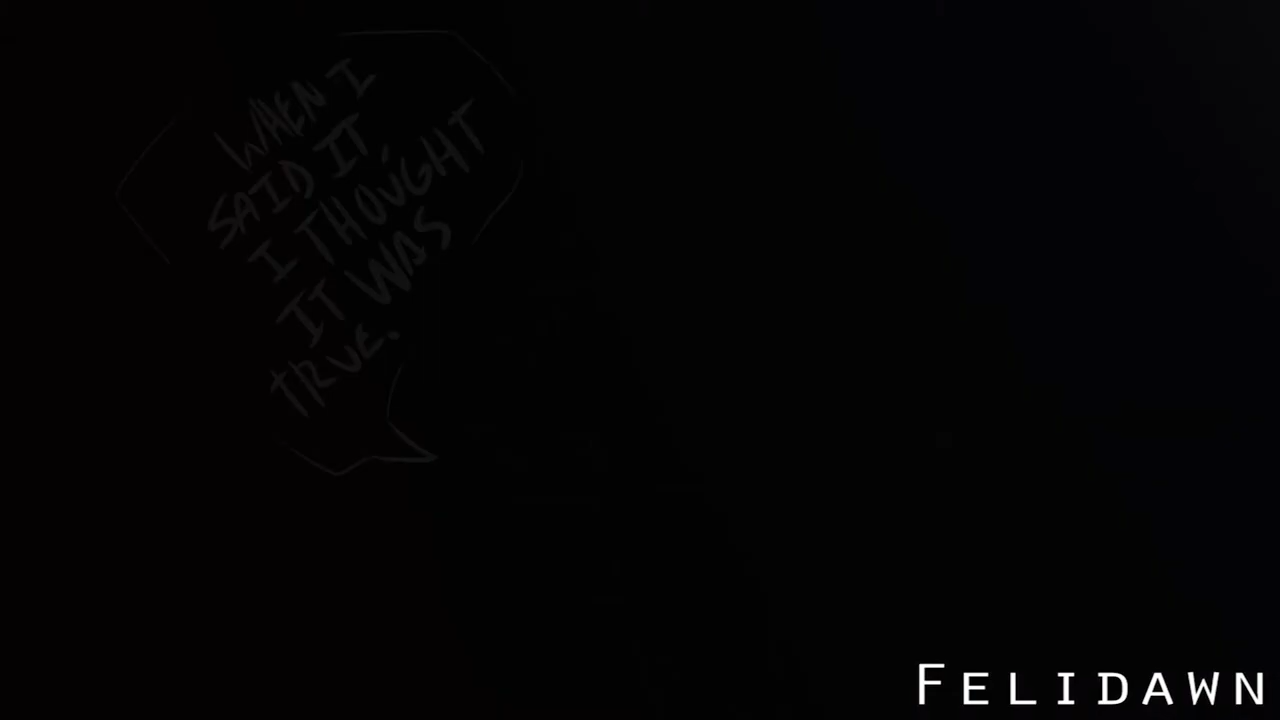 WHEN I
SAID IT,
I THOUGHT
IT WAS
TRUE.
FELIDAWN